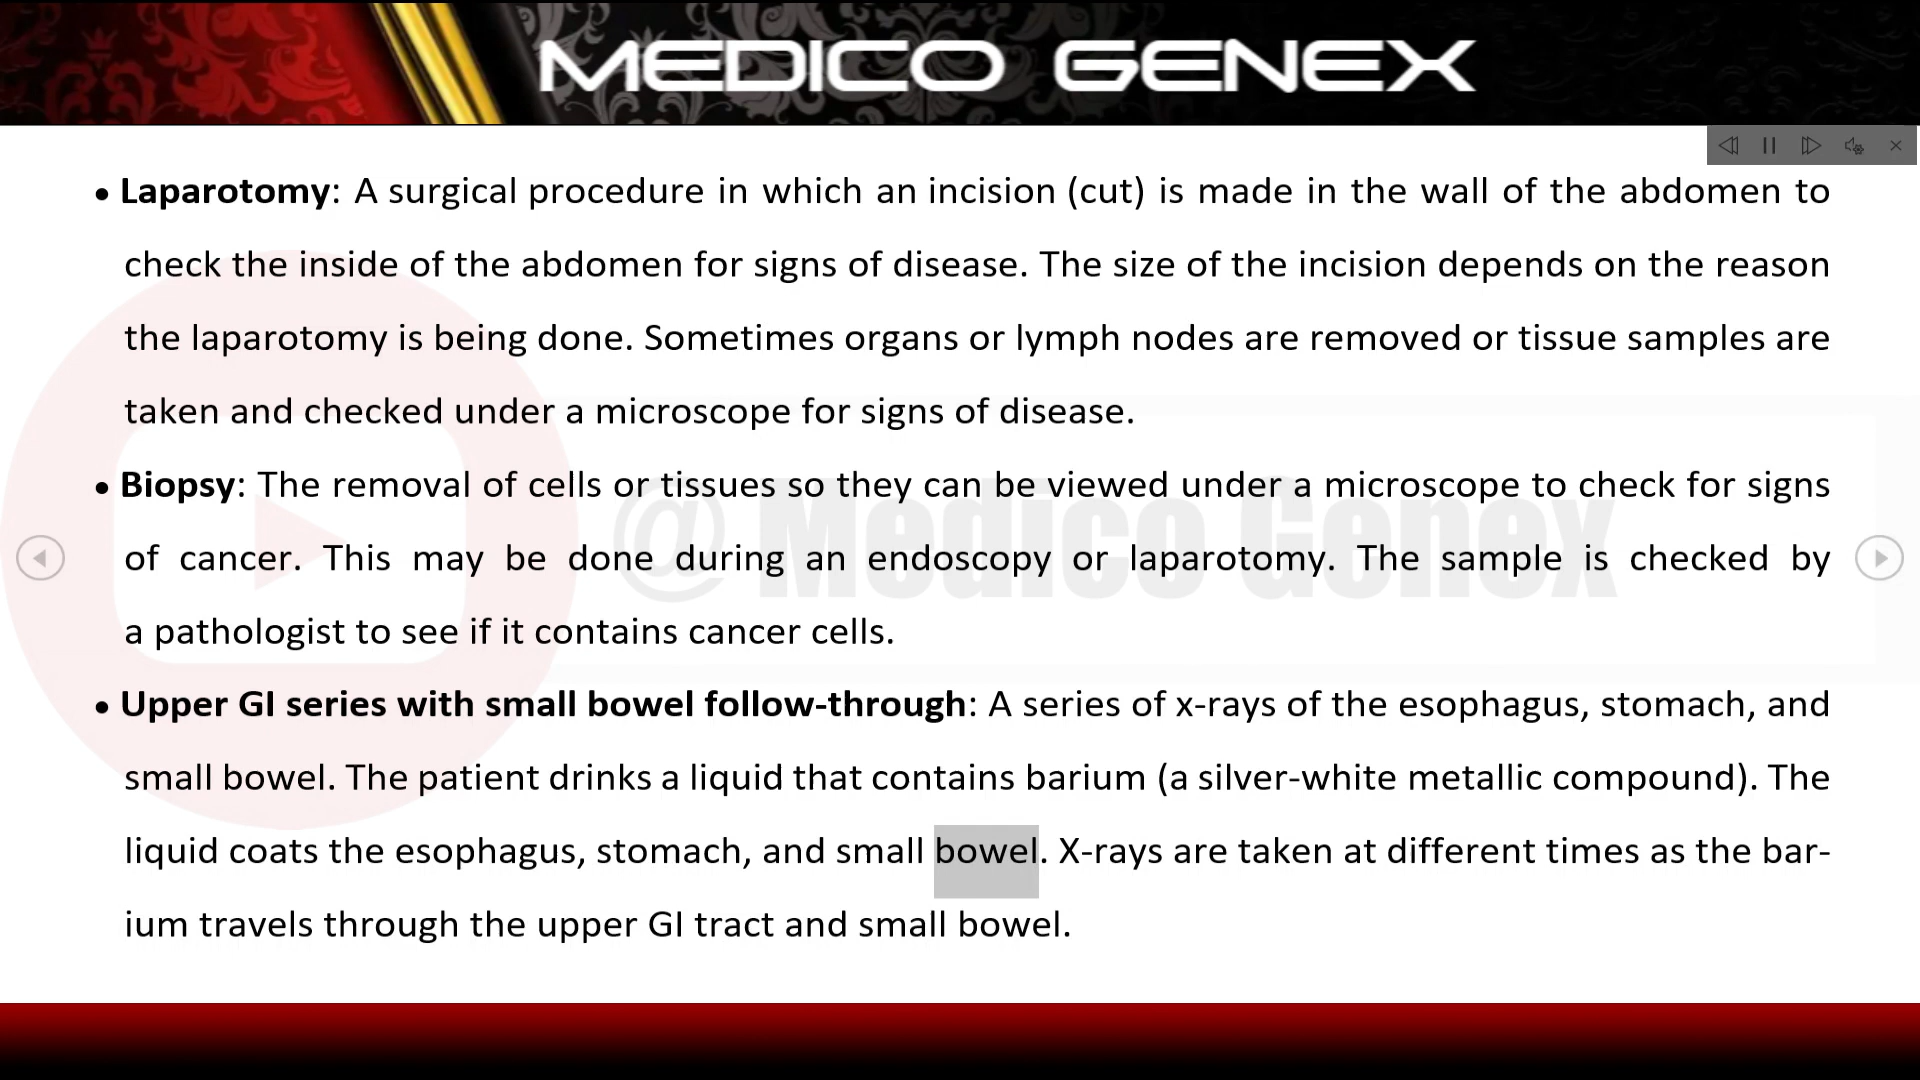 MEDICO GENEX
• Laparotomy: A surgical procedure in which an incision (cut) is made in the wall of the abdomen to
check the inside of the abdomen for signs of disease. The size of the incision depends on the reason
the laparotomy is being done. Sometimes organs or lymph nodes are removed or tissue samples are
taken and checked under a microscope for signs of disease.
• Biopsy: The removal of cells or tissues so they can be viewed under a microscope to check for signs
of cancer. This may be done during an endoscopy or laparotomy. The sample is checked by
@ Medico Genex
a pathologist to see if it contains cancer cells.
• Upper GI series with small bowel follow-through: A series of x-rays of the esophagus, stomach, and
small bowel. The patient drinks a liquid that contains barium (a silver-white metallic compound). The
liquid coats the esophagus, stomach, and small bowel. X-rays are taken at different times as the bar-
ium travels through the upper GI tract and small bowel.